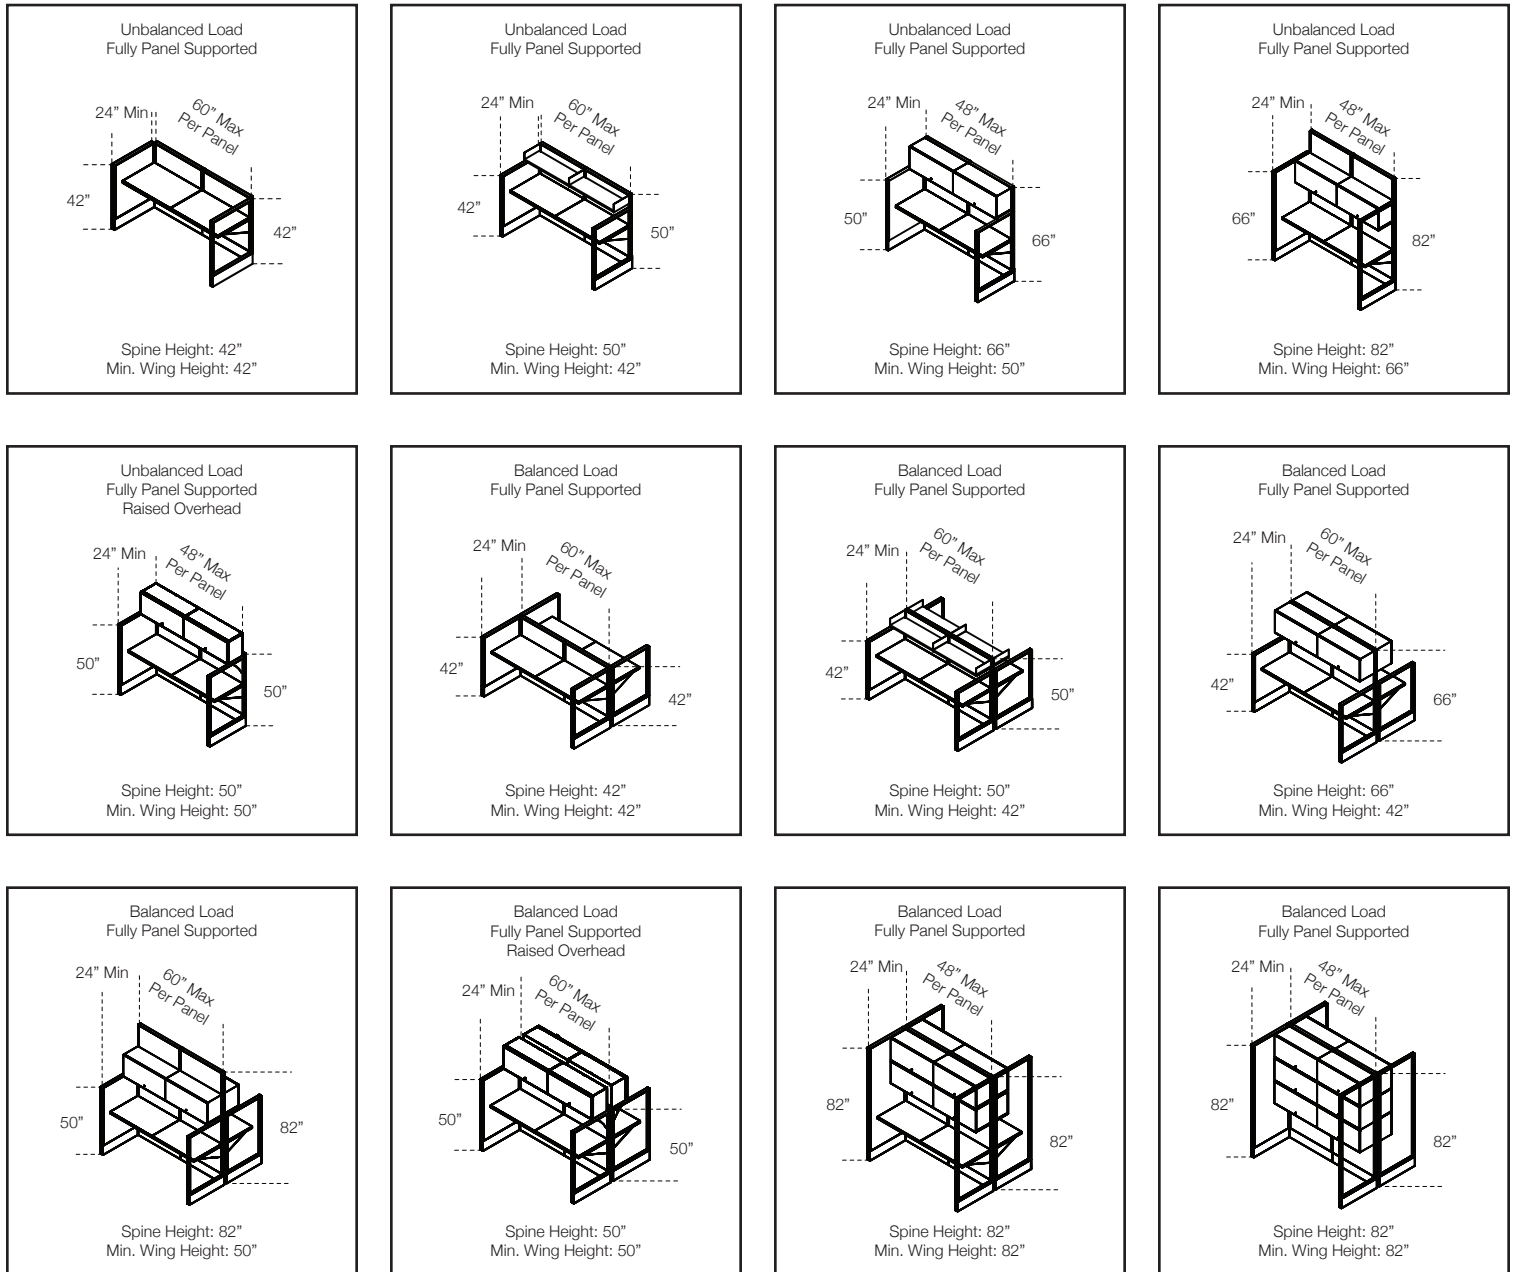 Unbalanced Load
Fully Panel Supported
24” Min
60” Max
Per Panel
42”
42”
Spine Height: 42”
Min. Wing Height: 42”
Unbalanced Load
Fully Panel Supported
24” Min
60” Max
Per Panel
42”
50”
Spine Height: 50”
Min. Wing Height: 42”
Unbalanced Load
Fully Panel Supported
24” Min
48” Max
Per Panel
50”
66”
Spine Height: 66”
Min. Wing Height: 50”
Unbalanced Load
Fully Panel Supported
24” Min
48” Max
Per Panel
66”
82”
Spine Height: 82”
Min. Wing Height: 66”
Unbalanced Load
Fully Panel Supported
Raised Overhead
24” Min
48” Max
Per Panel
50”
50”
Spine Height: 50”
Min. Wing Height: 50”
Balanced Load
Fully Panel Supported
24” Min
60” Max
Per Panel
42”
42”
Spine Height: 42”
Min. Wing Height: 42”
Balanced Load
Fully Panel Supported
24” Min
60” Max
Per Panel
42”
50”
Spine Height: 50”
Min. Wing Height: 42”
Balanced Load
Fully Panel Supported
24” Min
60” Max
Per Panel
42”
66”
Spine Height: 66”
Min. Wing Height: 42”
Balanced Load
Fully Panel Supported
24” Min
60” Max
Per Panel
50”
82”
Spine Height: 82”
Min. Wing Height: 50”
Balanced Load
Fully Panel Supported
Raised Overhead
24” Min
60” Max
Per Panel
50”
50”
Spine Height: 50”
Min. Wing Height: 50”
Balanced Load
Fully Panel Supported
24” Min
48” Max
Per Panel
82”
82”
Spine Height: 82”
Min. Wing Height: 82”
Balanced Load
Fully Panel Supported
24” Min
48” Max
Per Panel
82”
82”
Spine Height: 82”
Min. Wing Height: 82”